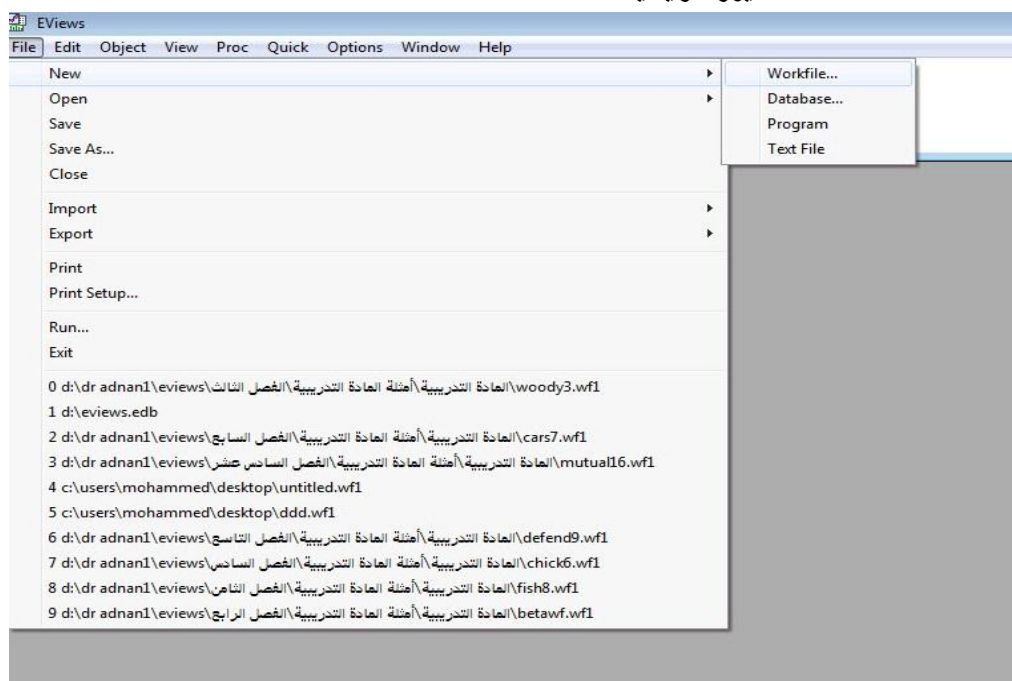 EViews
File Edit Object View Proc Quick Options Window Help
New
Workfile...
Open
Database...
Save
Program
Save As...
Text File
Close
Import
Export
Print
Print Setup...
Run...
Exit
0 d:\dr adnan1\eviews\المادة التدريبية\أمثلة المادة التدريبية\الفصل الثالث\woody3.wf1
1 d:\eviews.edb
2 d:\dr adnan1\eviews\المادة التدريبية\أمثلة المادة التدريبية\الفصل السابع\cars7.wf1
3 d:\dr adnan1\eviews\المادة التدريبية\أمثلة المادة التدريبية\الفصل السادس عشر\mutual16.wf1
4 c:\users\mohammed\desktop\untitled.wf1
5 c:\users\mohammed\desktop\ddd.wf1
6 d:\dr adnan1\eviews\المادة التدريبية\أمثلة المادة التدريبية\الفصل التاسع\defend9.wf1
7 d:\dr adnan1\eviews\المادة التدريبية\أمثلة المادة التدريبية\الفصل السادس\chick6.wf1
8 d:\dr adnan1\eviews\المادة التدريبية\أمثلة المادة التدريبية\الفصل الثامن\fish8.wf1
9 d:\dr adnan1\eviews\المادة التدريبية\أمثلة المادة التدريبية\الفصل الرابع\betawf.wf1